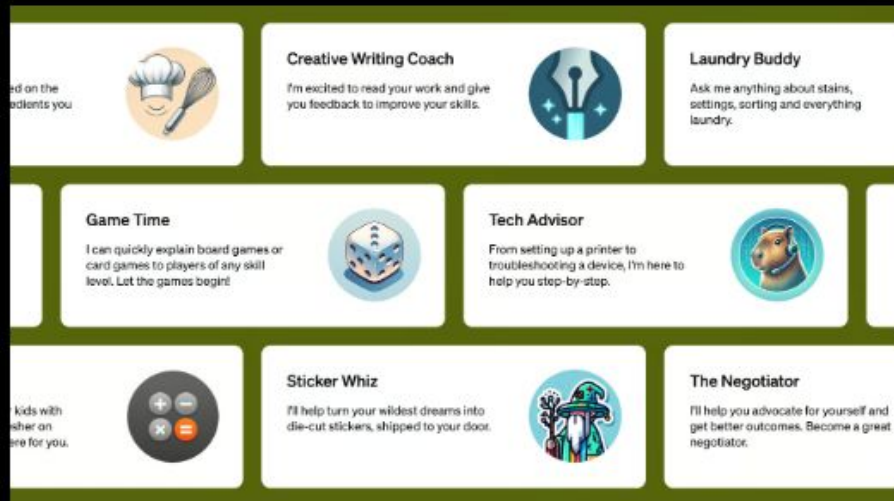 ed on the
edients you
Creative Writing Coach
I'm excited to read your work and give
you feedback to improve your skills.
Laundry Buddy
Ask me anything about stains,
settings, sorting and everything
laundry.
Game Time
I can quickly explain board games or
card games to players of any skill
level. Let the games begin!
Tech Advisor
From setting up a printer to
troubleshooting a device, I'm here to
help you step-by-step.
kids with
sher on
ere for you.
Sticker Whiz
I'll help turn your wildest dreams into
die-cut stickers, shipped to your door.
The Negotiator
I'll help you advocate for yourself and
get better outcomes. Become a great
negotiator.